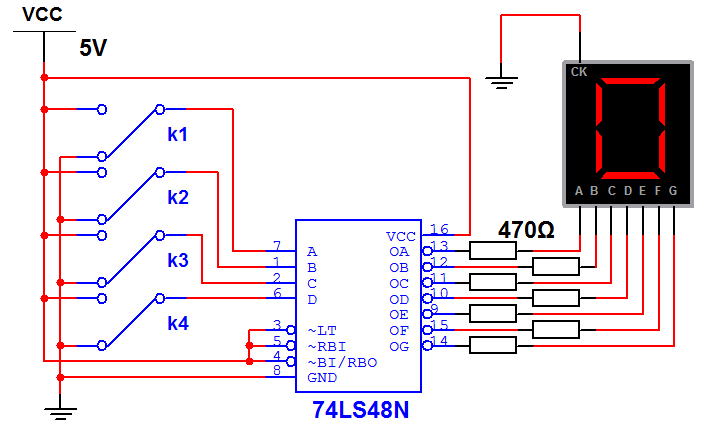 VCC
5V
k1
k2
k3
k4
CK
A B C D E F G
470Ω
VCC 16
7 A
1 B
2 C
6 D
3 ~LT
5 ~RBI
4 ~BI/RBO
8 GND
OA 13
OB 12
OC 11
OD 10
OE 9
OF 15
OG 14
74LS48N